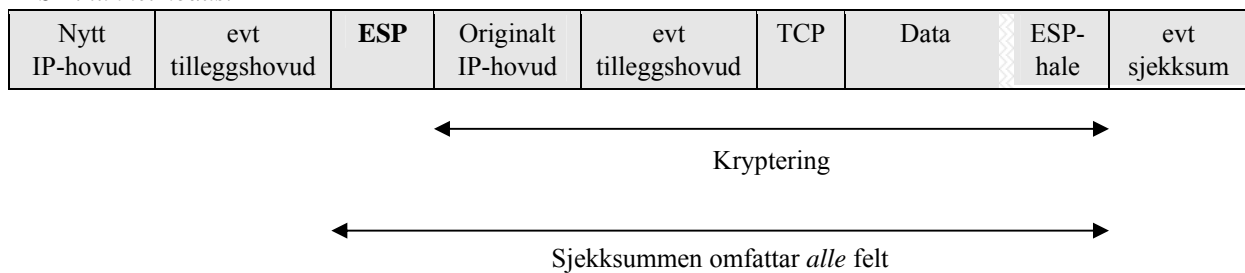 Nytt
IP-hovud
evt
tilleggshovud
ESP
Originalt
IP-hovud
evt
tilleggshovud
TCP
Data
ESP-
hale
evt
sjekksum
Kryptering
Sjekksummen omfattar alle felt